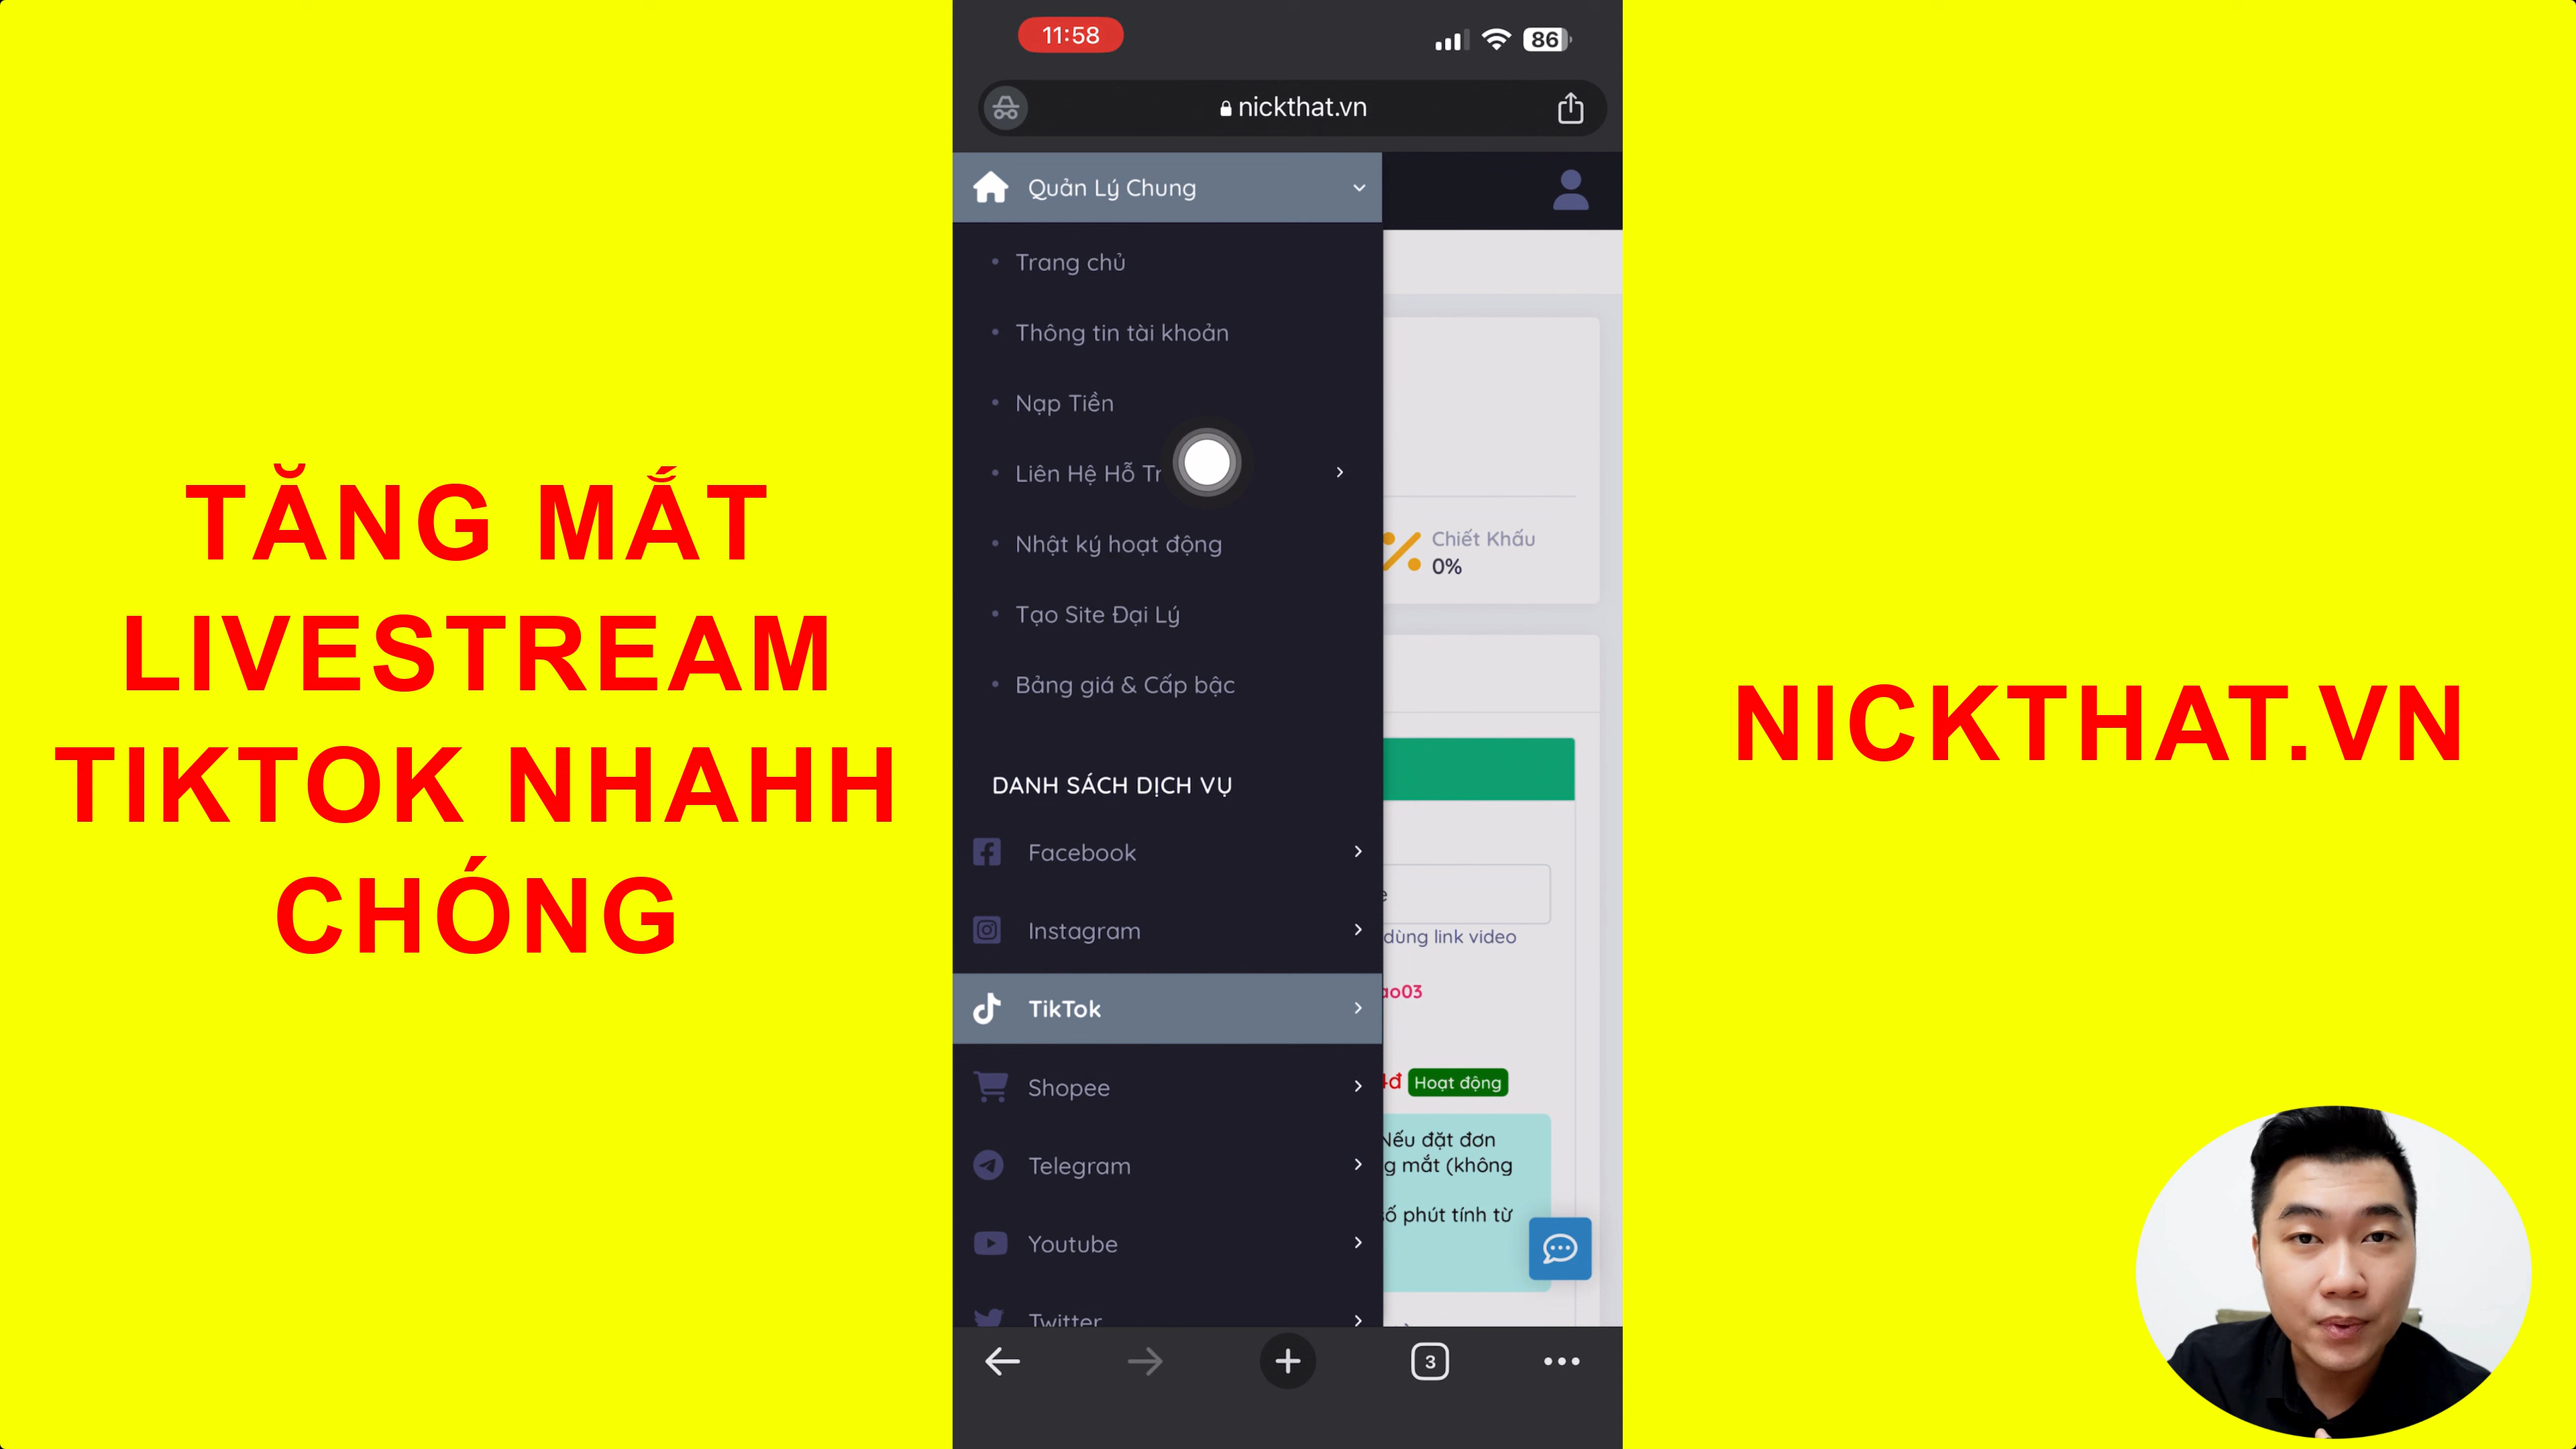 TĂNG MẮT
LIVESTREAM
TIKTOK NHAHH
CHÓNG
11:58
86
nickthat.vn
Quản Lý Chung
Trang chủ
Thông tin tài khoản
Nạp Tiền
Liên Hệ Hỗ Tr
Nhật ký hoạt động
Tạo Site Đại Lý
Bảng giá & Cấp bậc
DANH SÁCH DỊCH VỤ
Facebook
Instagram
TikTok
Shopee
Telegram
Youtube
Twitter
Chiết Khấu
0%
dùng link video
ao03
4đ Hoạt động
Nếu đặt đơn
g mắt (không
số phút tính từ
3
NICKTHAT.VN